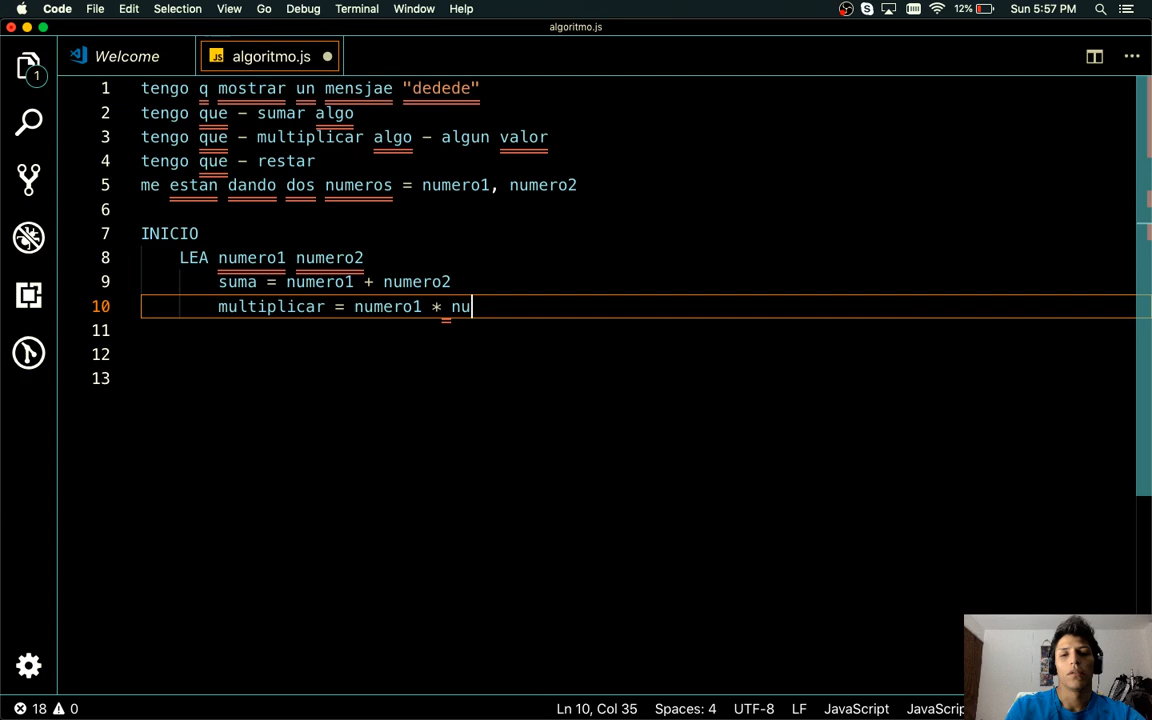 Code File Edit Selection View Go Debug Terminal Window Help 12% Sun 5:57 PM
algoritmo.js
Welcome JS algoritmo.js
1
1 tengo q mostrar un mensjae "dedede"
2 tengo que - sumar algo
3 tengo que - multiplicar algo - algun valor
4 tengo que - restar
5 me estan dando dos numeros = numero1, numero2
6
7 INICIO
8 LEA numero1 numero2
9 suma = numero1 + numero2
10 multiplicar = numero1 * nu
11
12
13
18 0 Ln 10, Col 35 Spaces: 4 UTF-8 LF JavaScript JavaScrip